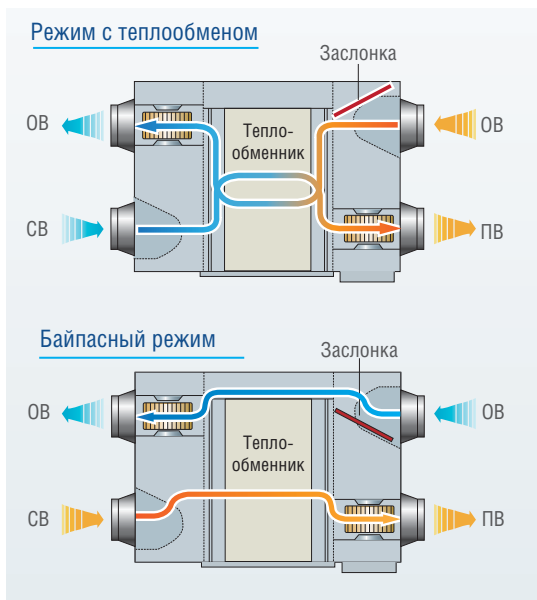 Режим с теплообменом
Заслонка
ОВ
Тепло-
обменник
ОВ
СВ
ПВ
Байпасный режим
Заслонка
ОВ
ОВ
Тепло-
обменник
СВ
ПВ